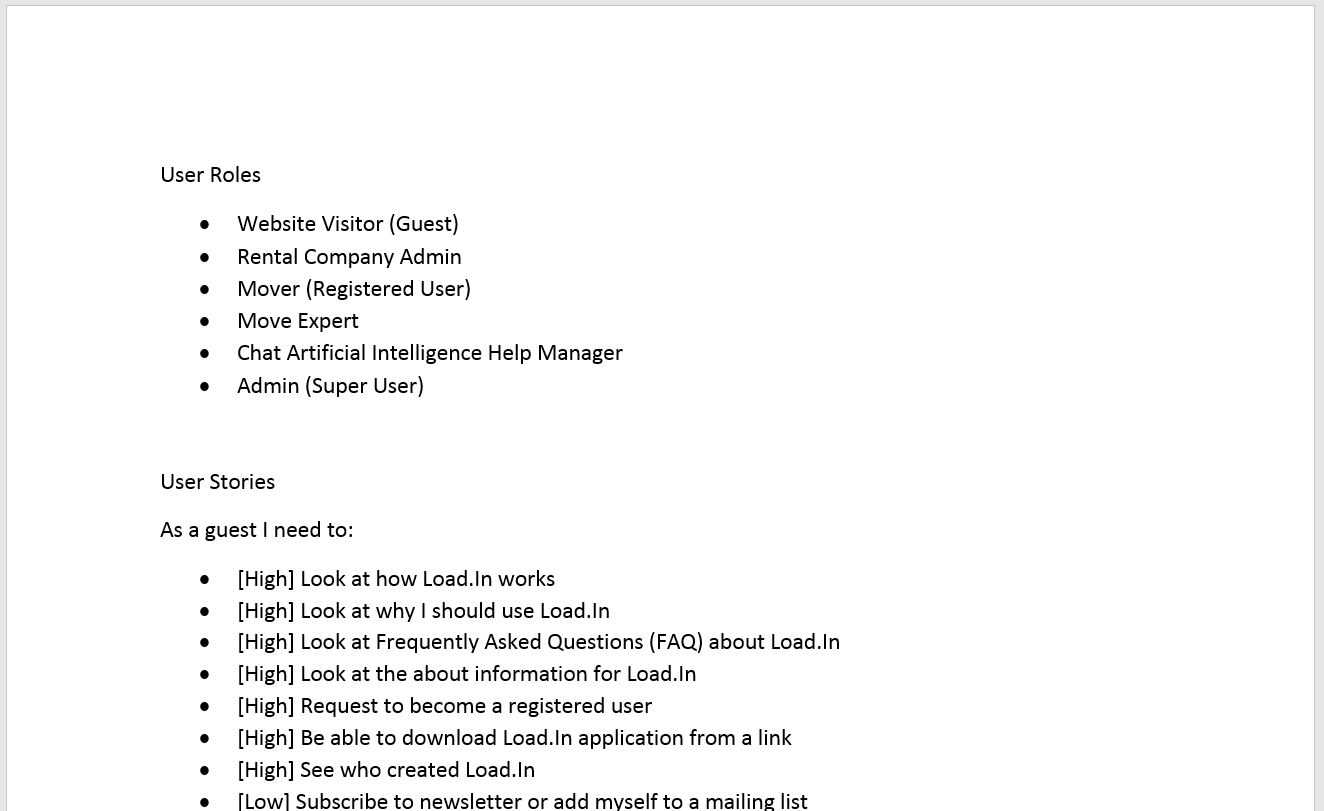 User Roles
• Website Visitor (Guest)
• Rental Company Admin
• Mover (Registered User)
• Move Expert
• Chat Artificial Intelligence Help Manager
• Admin (Super User)
User Stories
As a guest I need to:
• [High] Look at how Load.In works
• [High] Look at why I should use Load.In
• [High] Look at Frequently Asked Questions (FAQ) about Load.In
• [High] Look at the about information for Load.In
• [High] Request to become a registered user
• [High] Be able to download Load.In application from a link
• [High] See who created Load.In
• [Low] Subscribe to newsletter or add myself to a mailing list